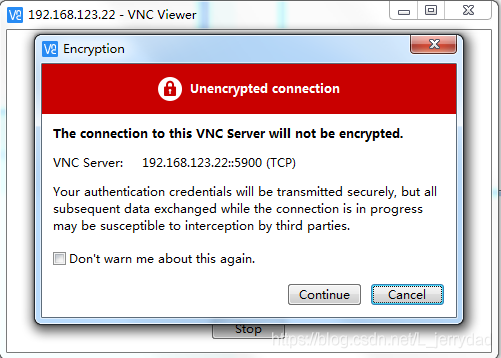 192.168.123.22 - VNC Viewer
Encryption
Unencrypted connection
The connection to this VNC Server will not be encrypted.
VNC Server: 192.168.123.22::5900 (TCP)
Your authentication credentials will be transmitted securely, but all
subsequent data exchanged while the connection is in progress
may be susceptible to interception by third parties.
Don't warn me about this again.
Continue Cancel
Stop
https://blog.csdn.net/L_jerrydad